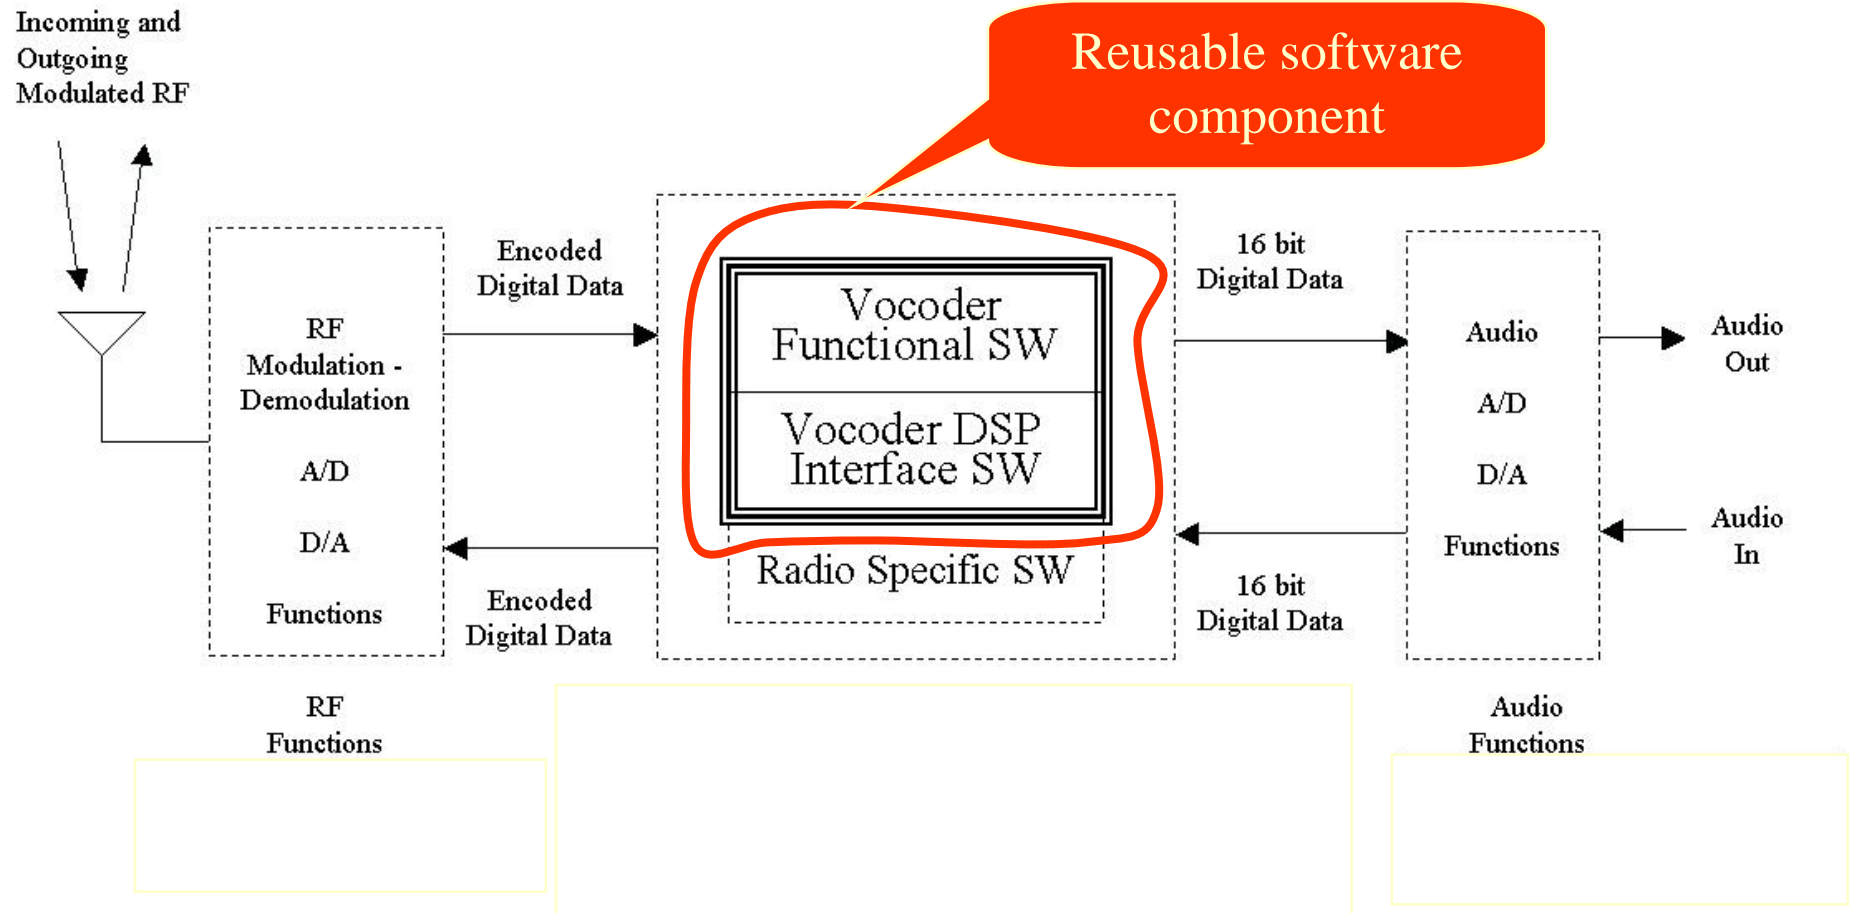 Incoming and
Outgoing
Modulated RF
Reusable software
component
RF
Modulation -
Demodulation
A/D
D/A
Functions
RF
Functions
Encoded
Digital Data
Encoded
Digital Data
Vocoder
Functional SW
Vocoder DSP
Interface SW
Radio Specific SW
16 bit
Digital Data
16 bit
Digital Data
Audio
A/D
D/A
Functions
Audio
Functions
Audio
Out
Audio
In